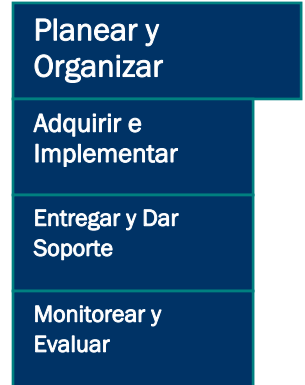 Planear y
Organizar
Adquirir e
Implementar
Entregar y Dar
Soporte
Monitorear y
Evaluar